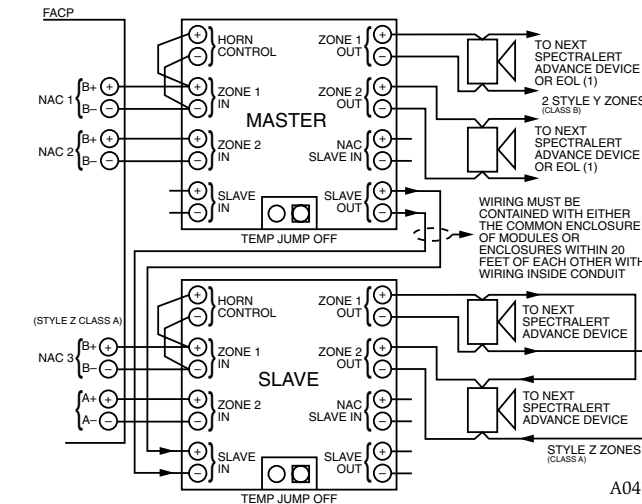 FACP
HORN
CONTROL
ZONE 1
OUT
TO NEXT
SPECTRALERT
ADVANCE DEVICE
OR EOL (1)
NAC 1
B+
B–
ZONE 1
IN
ZONE 2
OUT
2 STYLE Y ZONES
(CLASS B)
MASTER
NAC 2
B+
B–
ZONE 2
IN
NAC
SLAVE IN
TO NEXT
SPECTRALERT
ADVANCE DEVICE
OR EOL (1)
SLAVE
IN
SLAVE
OUT
TEMP JUMP OFF
WIRING MUST BE
CONTAINED WITH EITHER
THE COMMON ENCLOSURE
OF MODULES OR
ENCLOSURES WITHIN 20
FEET OF EACH OTHER WITH
WIRING INSIDE CONDUIT
(STYLE Z CLASS A)
HORN
CONTROL
ZONE 1
OUT
TO NEXT
SPECTRALERT
ADVANCE DEVICE
NAC 3
B+
B–
ZONE 1
IN
ZONE 2
OUT
SLAVE
A+
A–
ZONE 2
IN
NAC
SLAVE IN
TO NEXT
SPECTRALERT
ADVANCE DEVICE
SLAVE
IN
SLAVE
OUT
STYLE Z ZONES
(CLASS A)
TEMP JUMP OFF
A04